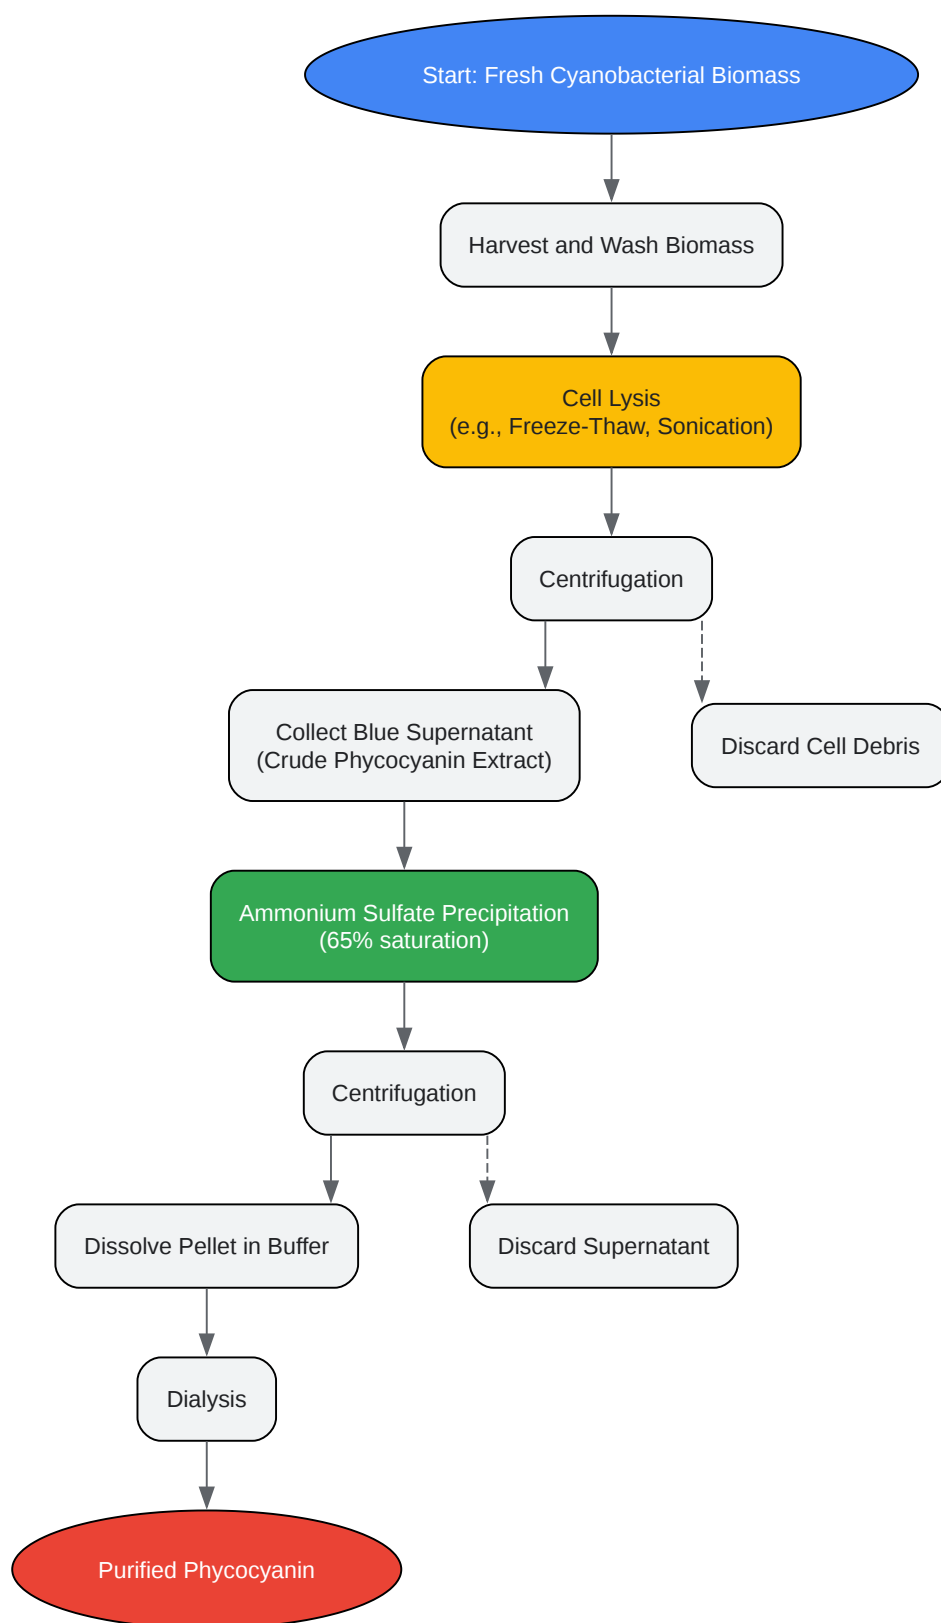 Start: Fresh Cyanobacterial Biomass
Harvest and Wash Biomass
Cell Lysis
(e.g., Freeze-Thaw, Sonication)
Centrifugation
Collect Blue Supernatant
(Crude Phycocyanin Extract)
Discard Cell Debris
Ammonium Sulfate Precipitation
(65% saturation)
Centrifugation
Dissolve Pellet in Buffer
Discard Supernatant
Dialysis
Purified Phycocyanin